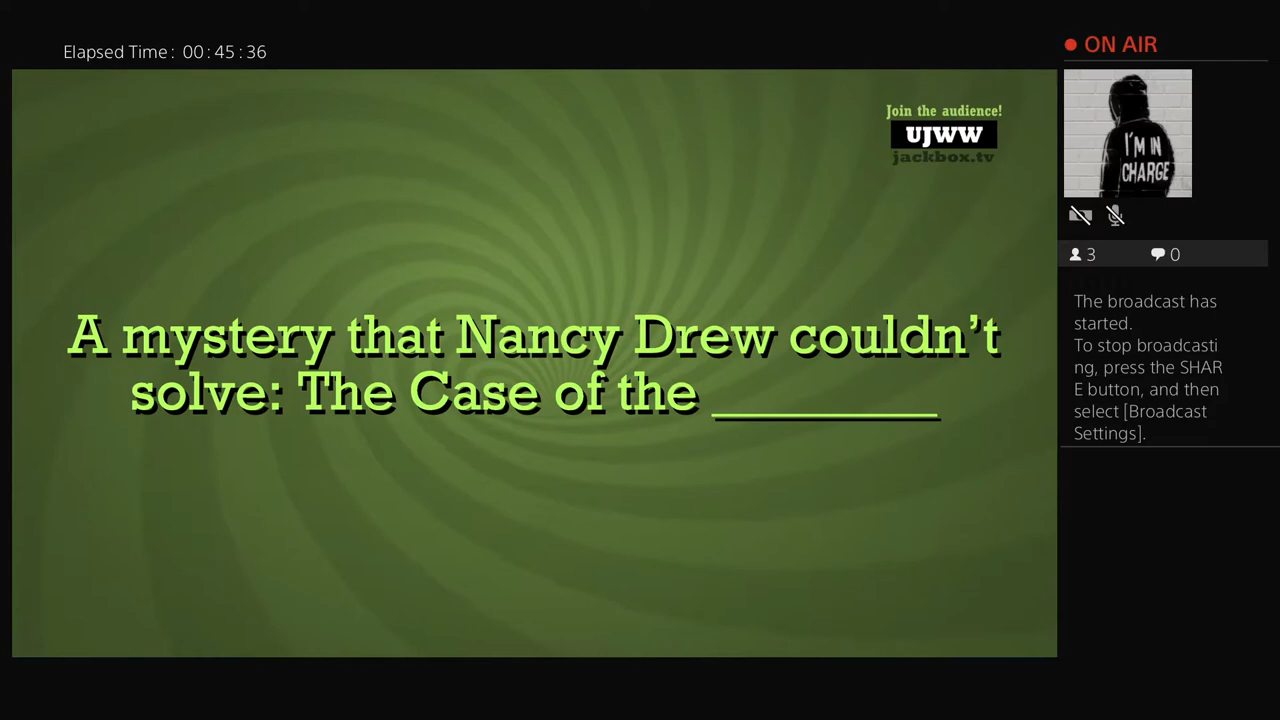 Elapsed Time: 00:45:36
ON AIR
Join the audience!
UJWW
jackbox.tv
I'M IN
CHARGE
3
0
A mystery that Nancy Drew couldn't
solve: The Case of the __________
The broadcast has
started.
To stop broadcasti
ng, press the SHAR
E button, and then
select [Broadcast
Settings].